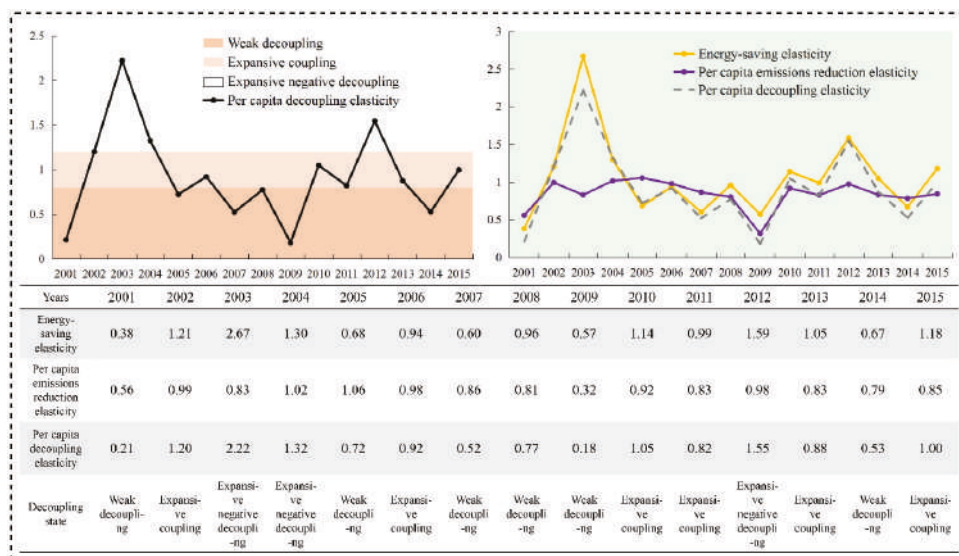 2.5
2
1.5
1
0.5
0
Weak decoupling
Expansive coupling
Expansive negative decoupling
Per capita decoupling elasticity
2001 2002 2003 2004 2005 2006 2007 2008 2009 2010 2011 2012 2013 2014 2015
3
2.5
2
1.5
1
0.5
0
Energy-saving elasticity
Per capita emissions reduction elasticity
Per capita decoupling elasticity
2001 2002 2003 2004 2005 2006 2007 2008 2009 2010 2011 2012 2013 2014 2015
Years 2001 2002 2003 2004 2005 2006 2007 2008 2009 2010 2011 2012 2013 2014 2015
Energy-
saving
elasticity
0.38 1.21 2.67 1.30 0.68 0.94 0.60 0.96 0.57 1.14 0.99 1.59 1.05 0.67 1.18
Per capita
emissions
reduction
elasticity
0.56 0.99 0.83 1.02 1.06 0.98 0.86 0.81 0.32 0.92 0.83 0.98 0.83 0.79 0.85
Per capita
decoupling
elasticity
0.21 1.20 2.22 1.32 0.72 0.92 0.52 0.77 0.18 1.05 0.82 1.55 0.88 0.53 1.00
Decoupling
state
Weak
decoupli-
ng
Expansi-
ve
coupling
Expansi-
ve
negative
decoupli
-ng
Expansi-
ve
negative
decoupli
-ng
Weak
decoupli
-ng
Expansi-
ve
coupling
Weak
decoupli
-ng
Weak
decoupli
-ng
Weak
decoupli
-ng
Expansi-
ve
coupling
Expansi-
ve
coupling
Expansi-
ve
negative
decoupli
-ng
Expansi-
ve
coupling
Weak
decoupli
-ng
Expansi-
ve
coupling